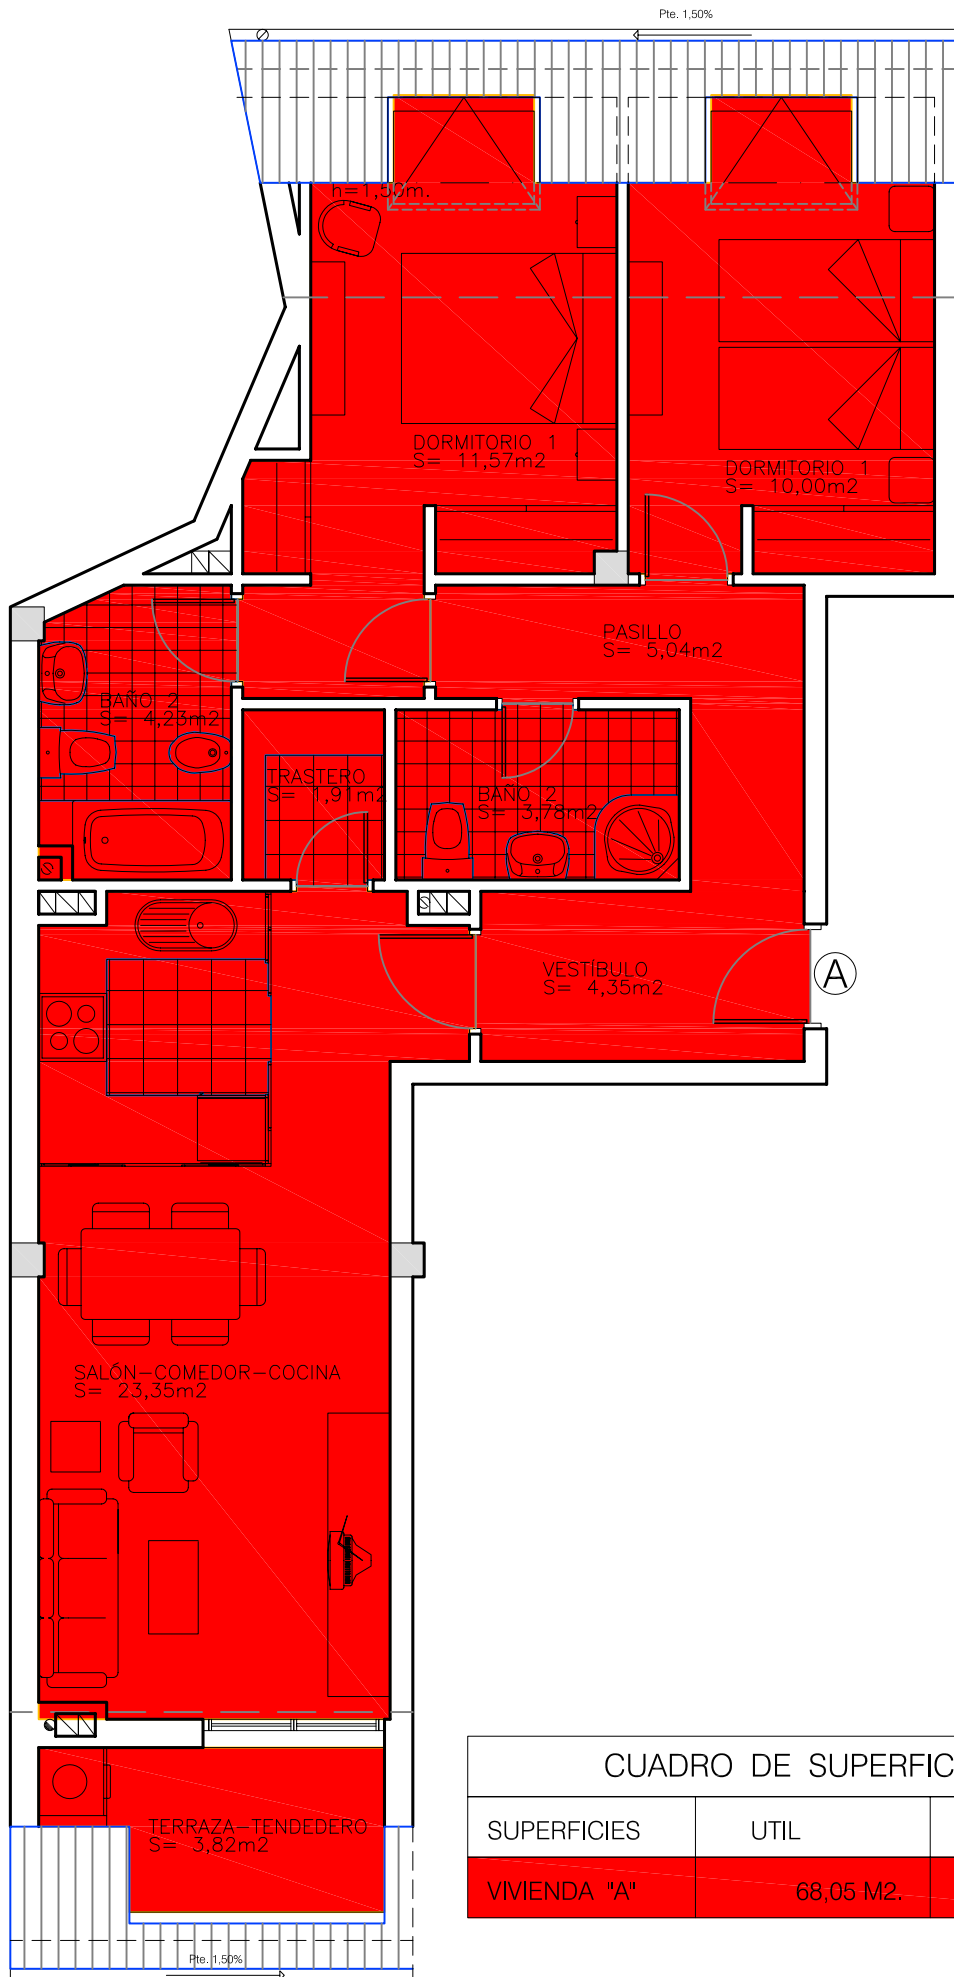 Pte. 1,50%
h=1,50m.
DORMITORIO 1
S= 11,57m2
DORMITORIO 1
S= 10,00m2
PASILLO
S= 5,04m2
BAÑO 2
S= 4,23m2
TRASTERO
S= 1,91m2
BAÑO 2
S= 3,78m2
VESTÍBULO
S= 4,35m2
A
SALÓN-COMEDOR-COCINA
S= 23,35m2
TERRAZA-TENDEDERO
S= 3,82m2
CUADRO DE SUPERFIC
SUPERFICIES UTIL
VIVIENDA "A" 68,05 M2.
Pte. 1,50%